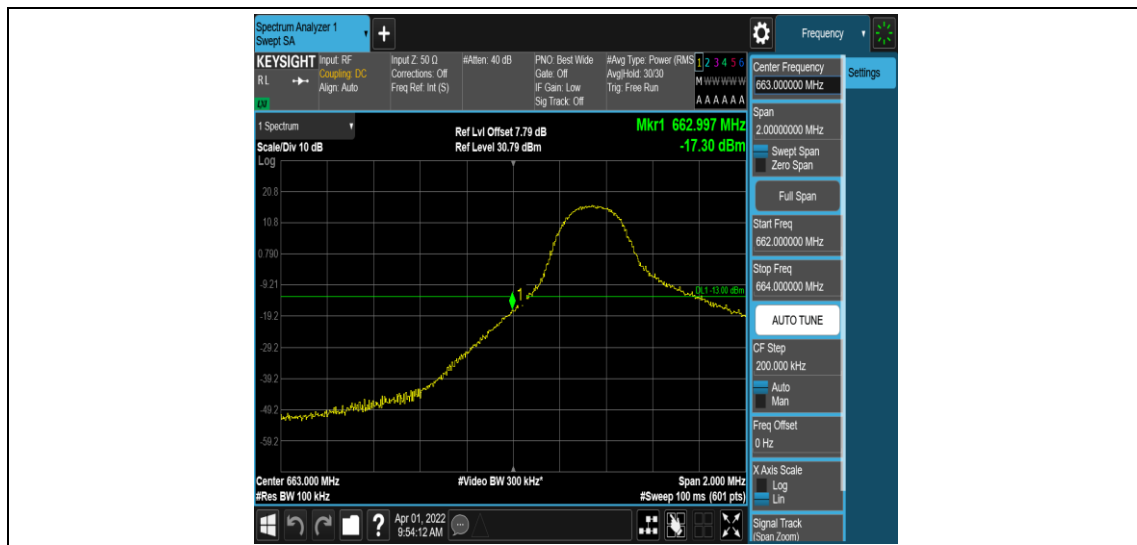 Spectrum Analyzer 1
Swept SA
Frequency
KEYSIGHT
RL
LXI
Input: RF
Coupling: DC
Align: Auto
Input Z: 50 Ω
Corrections: Off
Freq Ref: Int (S)
#Atten: 40 dB
PNO: Best Wide
Gate: Off
IF Gain: Low
Sig Track: Off
#Avg Type: Power (RMS
Avg|Hold: 30/30
Trig: Free Run
1 2 3 4 5 6
M W W W W W
A A A A A A
Center Frequency
663.000000 MHz
Settings
Span
2.00000000 MHz
Swept Span
Zero Span
Full Span
Start Freq
662.000000 MHz
Stop Freq
664.000000 MHz
AUTO TUNE
CF Step
200.000 kHz
Auto
Man
Freq Offset
0 Hz
X Axis Scale
Log
Lin
Signal Track
(Span Zoom)
1 Spectrum
Scale/Div 10 dB
Ref Lvl Offset 7.79 dB
Ref Level 30.79 dBm
Mkr1 662.997 MHz
-17.30 dBm
Log
20.8
10.8
0.790
-9.21
-19.2
-29.2
-39.2
-49.2
-59.2
1
DL1 -13.00 dBm
Center 663.000 MHz
#Video BW 300 kHz*
Span 2.000 MHz
#Res BW 100 kHz
#Sweep 100 ms (601 pts)
?
Apr 01, 2022
9:54:12 AM